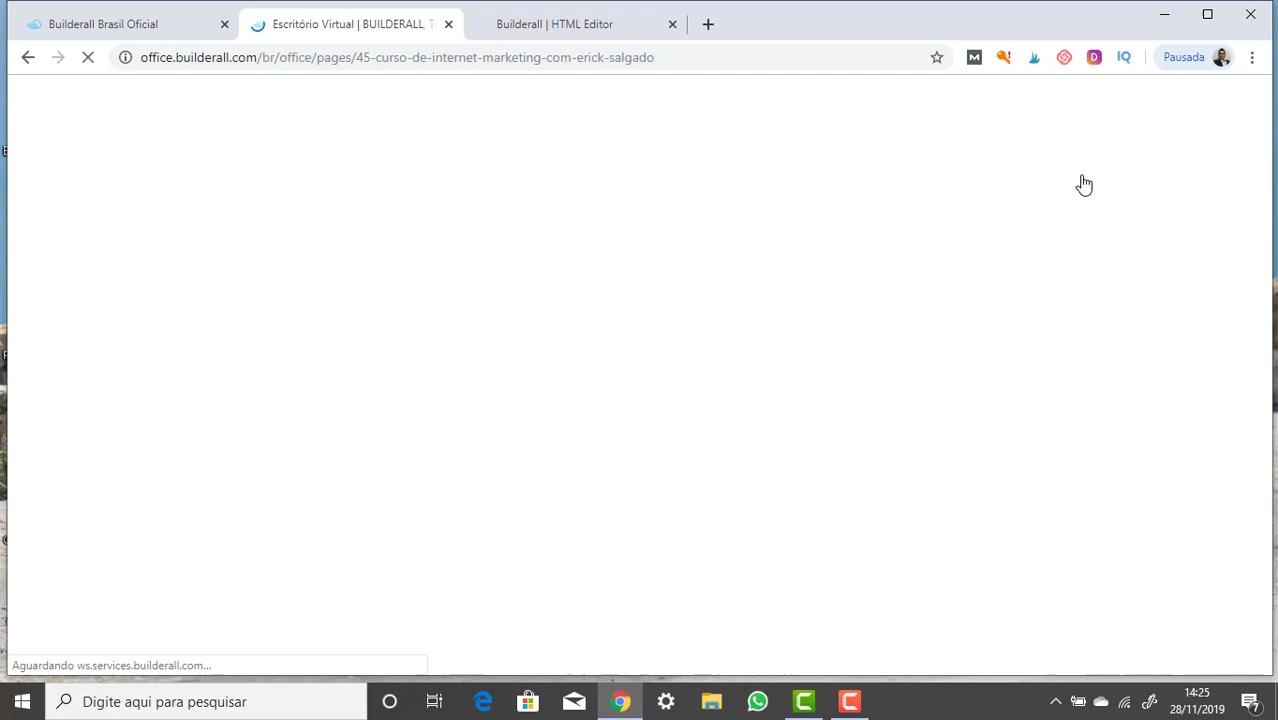 Builderall Brasil Oficial
Escritório Virtual | BUILDERALL, T
Builderall | HTML Editor
office.builderall.com/br/office/pages/45-curso-de-internet-marketing-com-erick-salgado
M
D
IQ
Pausada
Aguardando ws.services.builderall.com...
Digite aqui para pesquisar
14:25
28/11/2019
7